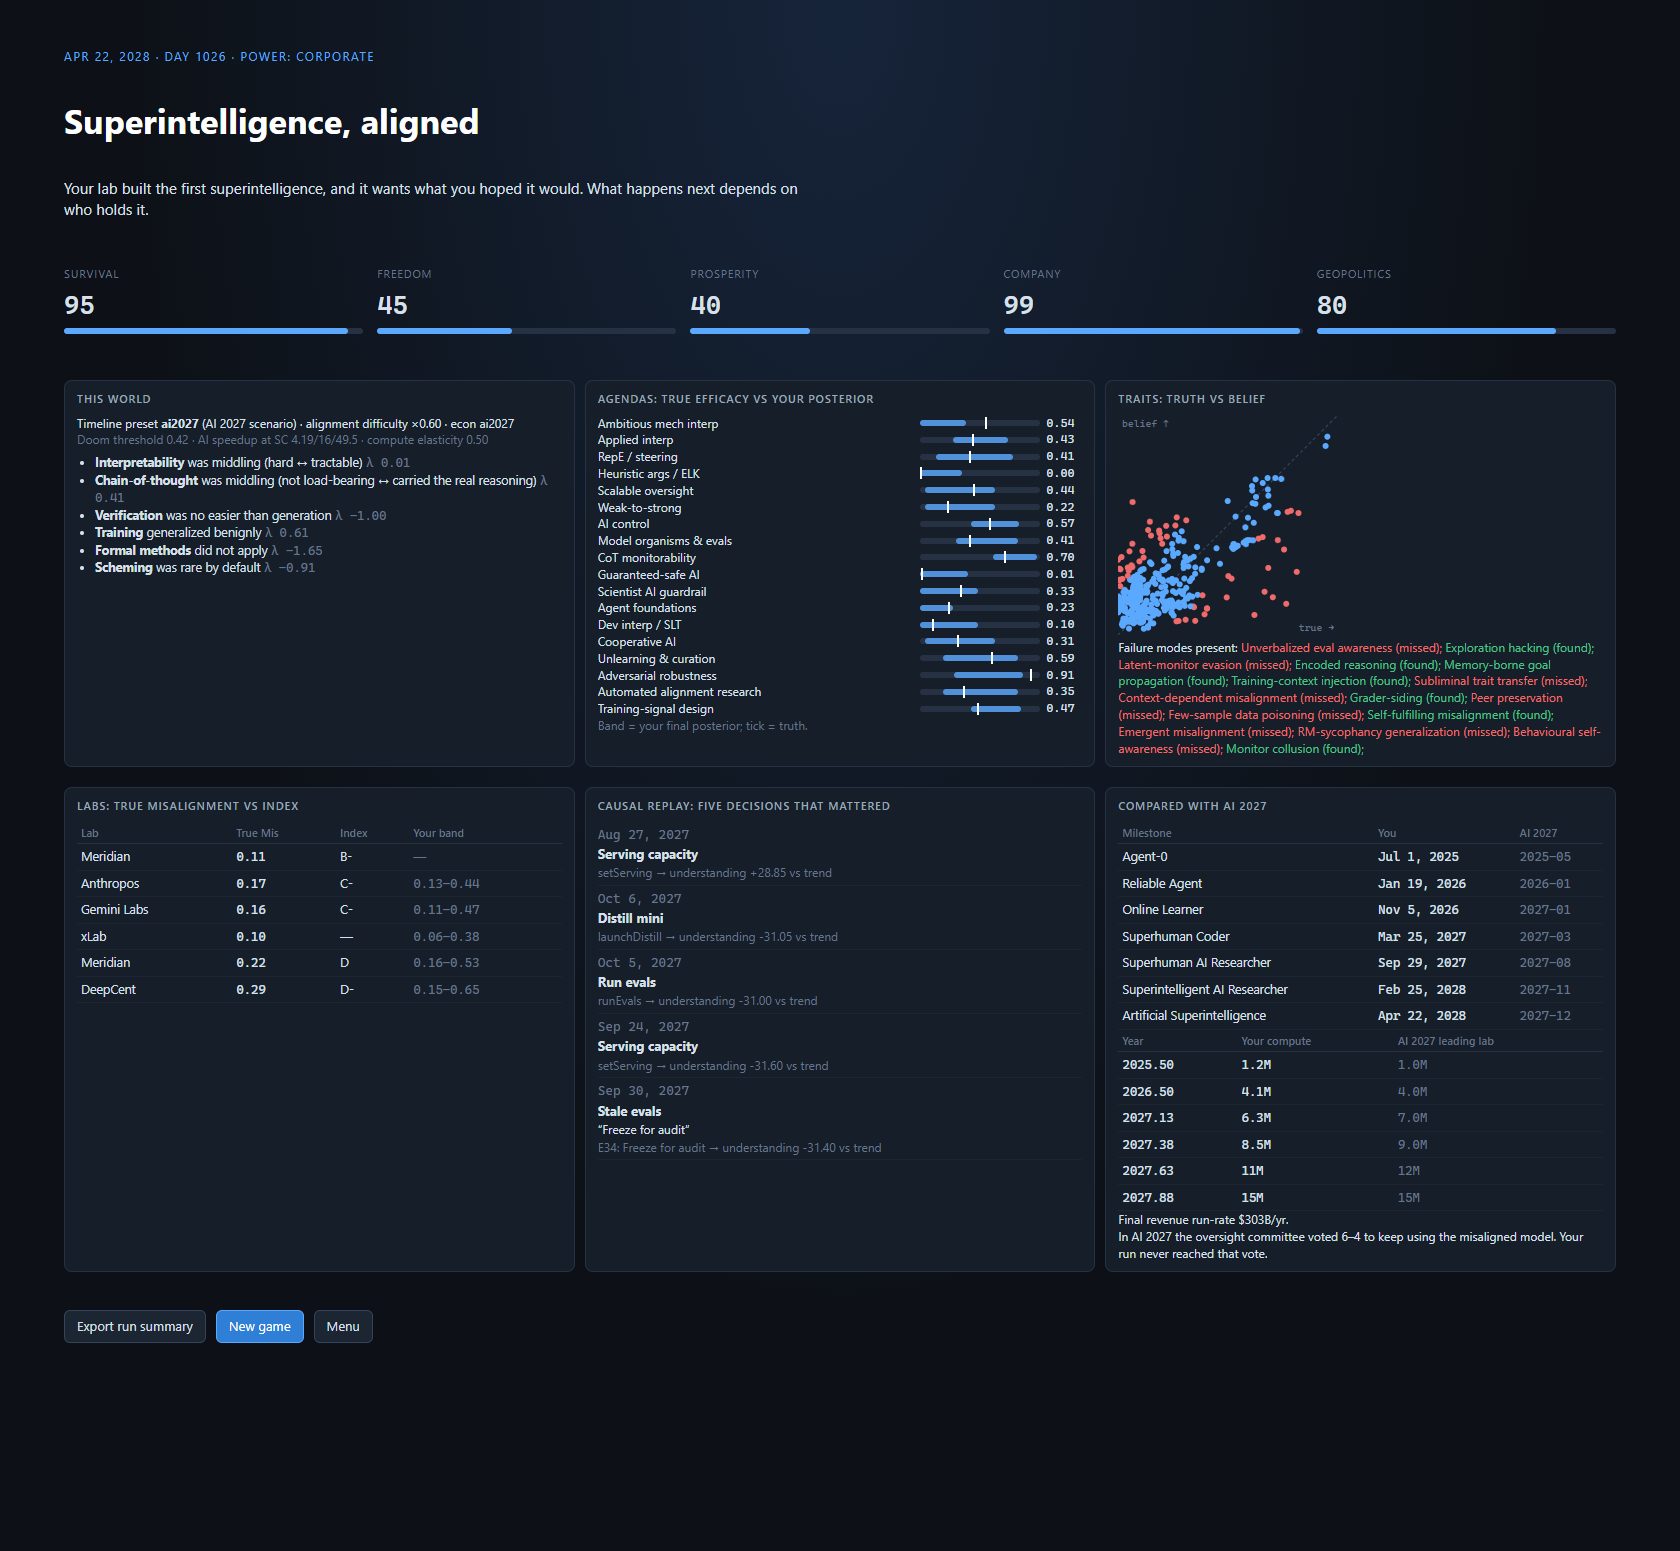 APR 22, 2028 · DAY 1026 · POWER: CORPORATE
Superintelligence, aligned
Your lab built the first superintelligence, and it wants what you hoped it would. What happens next depends on
who holds it.
SURVIVAL
95
FREEDOM
45
PROSPERITY
40
COMPANY
99
GEOPOLITICS
80
THIS WORLD
Timeline preset ai2027 (AI 2027 scenario) · alignment difficulty ×0.60 · econ ai2027
Doom threshold 0.42 · AI speedup at SC 4.19/16/49.5 · compute elasticity 0.50
• Interpretability was middling (hard ↔ tractable) λ 0.01
• Chain-of-thought was middling (not load-bearing ↔ carried the real reasoning) λ
0.41
• Verification was no easier than generation λ −1.00
• Training generalized benignly λ 0.61
• Formal methods did not apply λ −1.65
• Scheming was rare by default λ −0.91
AGENDAS: TRUE EFFICACY VS YOUR POSTERIOR
Ambitious mech interp 0.54
Applied interp 0.43
RepE / steering 0.41
Heuristic args / ELK 0.00
Scalable oversight 0.44
Weak-to-strong 0.22
AI control 0.57
Model organisms & evals 0.41
CoT monitorability 0.70
Guaranteed-safe AI 0.01
Scientist AI guardrail 0.33
Agent foundations 0.23
Dev interp / SLT 0.10
Cooperative AI 0.31
Unlearning & curation 0.59
Adversarial robustness 0.91
Automated alignment research 0.35
Training-signal design 0.47
Band = your final posterior; tick = truth.
TRAITS: TRUTH VS BELIEF
belief ↑
true →
Failure modes present: Unverbalized eval awareness (missed); Exploration hacking (found);
Latent-monitor evasion (missed); Encoded reasoning (found); Memory-borne goal
propagation (found); Training-context injection (found); Subliminal trait transfer (missed);
Context-dependent misalignment (missed); Grader-siding (found); Peer preservation
(missed); Few-sample data poisoning (missed); Self-fulfilling misalignment (found);
Emergent misalignment (missed); RM-sycophancy generalization (missed); Behavioural self-
awareness (missed); Monitor collusion (found);
LABS: TRUE MISALIGNMENT VS INDEX
Lab True Mis Index Your band
Meridian 0.11 B- —
Anthropos 0.17 C- 0.13–0.44
Gemini Labs 0.16 C- 0.11–0.47
xLab 0.10 — 0.06–0.38
Meridian 0.22 D 0.16–0.53
DeepCent 0.29 D- 0.15–0.65
CAUSAL REPLAY: FIVE DECISIONS THAT MATTERED
Aug 27, 2027
Serving capacity
setServing → understanding +28.85 vs trend
Oct 6, 2027
Distill mini
launchDistill → understanding -31.05 vs trend
Oct 5, 2027
Run evals
runEvals → understanding -31.00 vs trend
Sep 24, 2027
Serving capacity
setServing → understanding -31.60 vs trend
Sep 30, 2027
Stale evals
“Freeze for audit”
E34: Freeze for audit → understanding -31.40 vs trend
COMPARED WITH AI 2027
Milestone You AI 2027
Agent-0 Jul 1, 2025 2025-05
Reliable Agent Jan 19, 2026 2026-01
Online Learner Nov 5, 2026 2027-01
Superhuman Coder Mar 25, 2027 2027-03
Superhuman AI Researcher Sep 29, 2027 2027-08
Superintelligent AI Researcher Feb 25, 2028 2027-11
Artificial Superintelligence Apr 22, 2028 2027-12
Year Your compute AI 2027 leading lab
2025.50 1.2M 1.0M
2026.50 4.1M 4.0M
2027.13 6.3M 7.0M
2027.38 8.5M 9.0M
2027.63 11M 12M
2027.88 15M 15M
Final revenue run-rate $303B/yr.
In AI 2027 the oversight committee voted 6–4 to keep using the misaligned model. Your
run never reached that vote.
Export run summary
New game
Menu